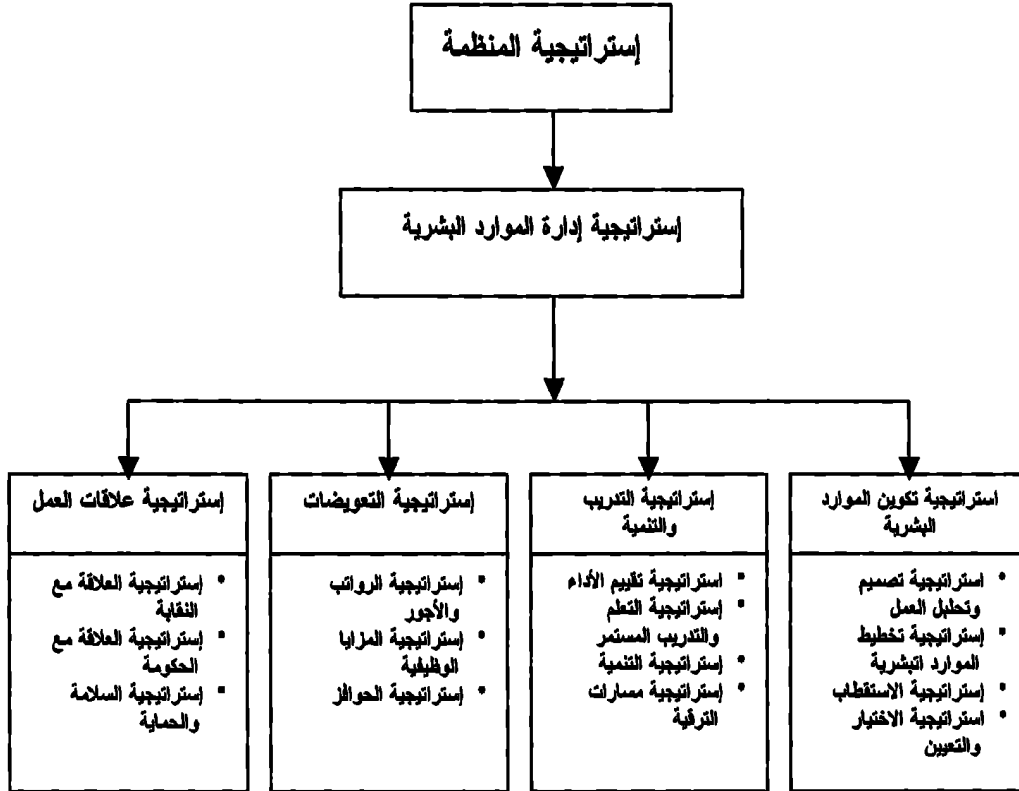 إستراتيجية المنظمة
إستراتيجية إدارة الموارد البشرية
استراتيجية تكوين الموارد
البشرية
• استراتيجية تصميم
وتحليل العمل
• إستراتيجية تخطيط
الموارد البشرية
• إستراتيجية الاستقطاب
• استراتيجية الاختيار
والتعيين
إستراتيجية التدريب
والتنمية
• استراتيجية تقييم الأداء
• إستراتيجية التعلم
والتدريب المستمر
• إستراتيجية التنمية
• إستراتيجية مسارات
الترقية
إستراتيجية التعويضات
• إستراتيجية الرواتب
والأجور
• إستراتيجية المزايا
الوظيفية
• إستراتيجية الحوافز
إستراتيجية علاقات العمل
• إستراتيجية العلاقة مع
النقابة
• إستراتيجية العلاقة مع
الحكومة
• إستراتيجية السلامة
والحماية